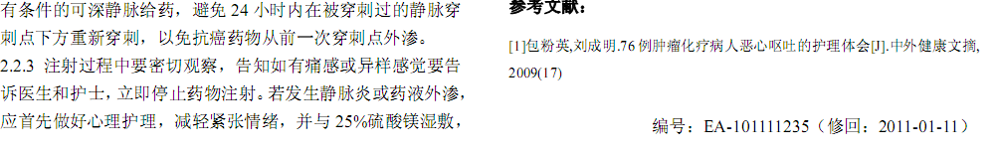 有条件的可深静脉给药，避免 24 小时内在被穿刺过的静脉穿
刺点下方重新穿刺，以免抗癌药物从前一次穿刺点外渗。
2.2.3 注射过程中要密切观察，告知如有痛感或异样感觉要告
诉医生和护士，立即停止药物注射。若发生静脉炎或药液外渗，
应首先做好心理护理，减轻紧张情绪，并与 25%硫酸镁湿敷，
参考文献：
[1]包粉英,刘成明.76 例肿瘤化疗病人恶心呕吐的护理体会[J].中外健康文摘,
2009(17)
编号：EA-101111235（修回：2011-01-11）